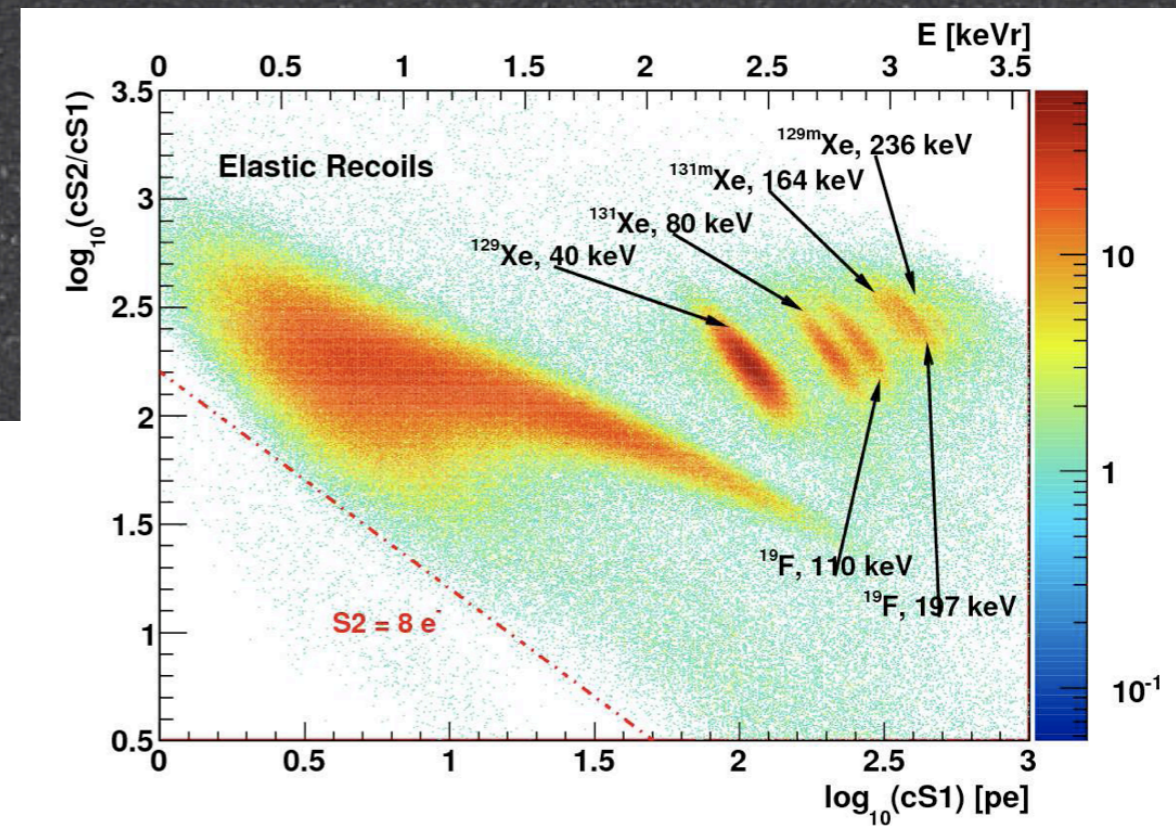 E [keVr]
0 0.5 1 1.5 2 2.5 3 3.5
log₁₀(cS2/cS1)
3.5
3
2.5
2
1.5
1
0.5
Elastic Recoils
¹²⁹ᵐXe, 236 keV
¹³¹ᵐXe, 164 keV
¹³¹Xe, 80 keV
¹²⁹Xe, 40 keV
¹⁹F, 110 keV
¹⁹F, 197 keV
S2 = 8 e⁻
0 0.5 1 1.5 2 2.5 3
log₁₀(cS1) [pe]
10
1
10⁻¹